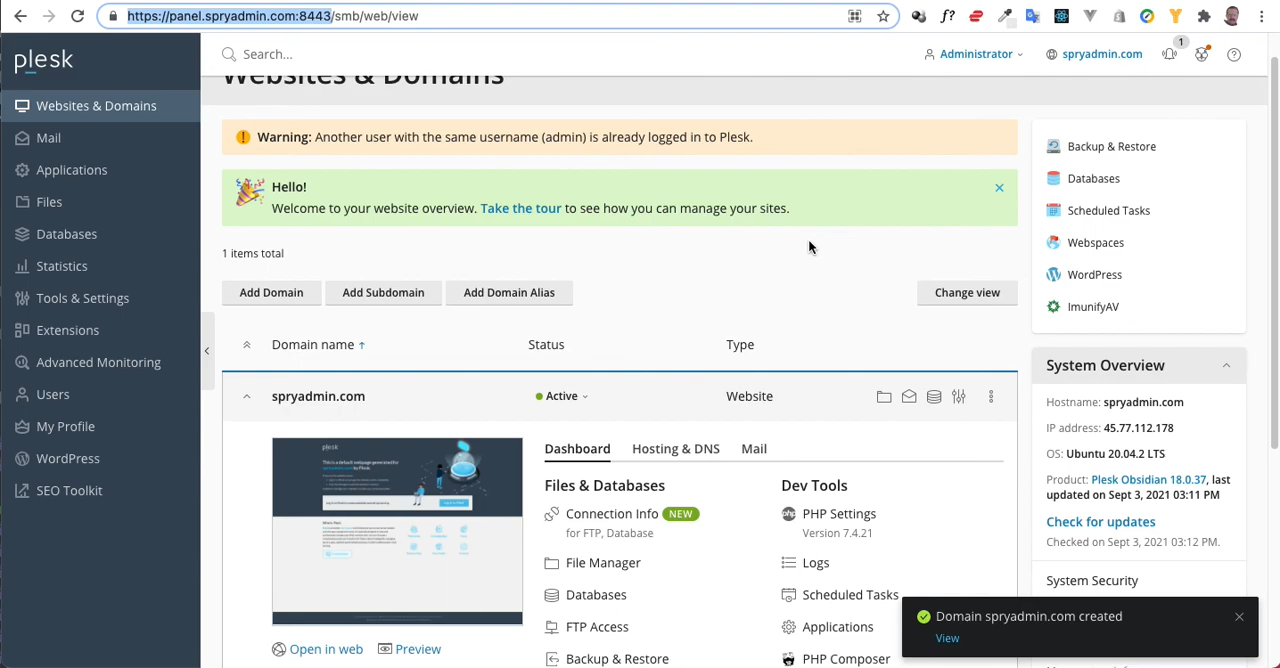 https://panel.spryadmin.com:8443/smb/web/view
plesk
Search...
Administrator
spryadmin.com
1
Websites & Domains
Mail
Applications
Files
Databases
Statistics
Tools & Settings
Extensions
Advanced Monitoring
Users
My Profile
WordPress
SEO Toolkit
Websites & Domains
Warning: Another user with the same username (admin) is already logged in to Plesk.
Hello!
Welcome to your website overview. Take the tour to see how you can manage your sites.
1 items total
Add Domain
Add Subdomain
Add Domain Alias
Change view
Domain name ↑
Status
Type
spryadmin.com
Active
Website
plesk
Open in web
Preview
Dashboard
Hosting & DNS
Mail
Files & Databases
Connection Info NEW
for FTP, Database
File Manager
Databases
FTP Access
Backup & Restore
Dev Tools
php PHP Settings
Version 7.4.21
Logs
Scheduled Tasks
Applications
PHP Composer
Backup & Restore
Databases
Scheduled Tasks
Webspaces
WordPress
ImunifyAV
System Overview
Hostname: spryadmin.com
IP address: 45.77.112.178
OS: Ubuntu 20.04.2 LTS
Product: Plesk Obsidian 18.0.37, last
updated on Sept 3, 2021 03:11 PM
Check for updates
Checked on Sept 3, 2021 03:12 PM.
System Security
Domain spryadmin.com created
View